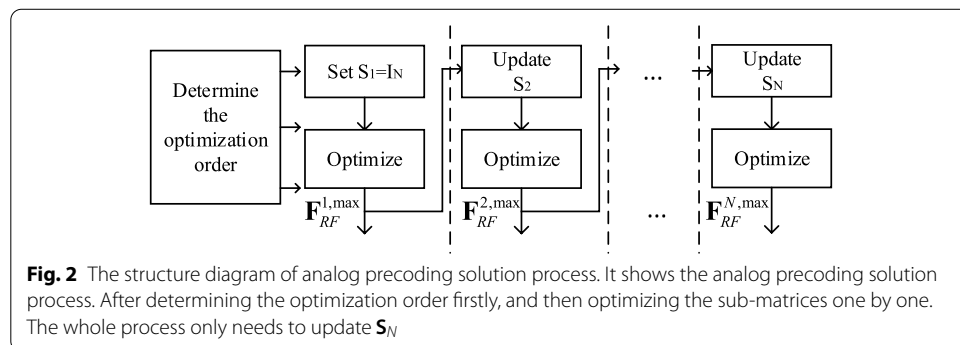 Determine
the
optimization
order
Set S1=IN
Optimize
F^{1,max}_{RF}
Update
S2
Optimize
F^{2,max}_{RF}
...
...
Update
SN
Optimize
F^{N,max}_{RF}
Fig. 2 The structure diagram of analog precoding solution process. It shows the analog precoding solution
process. After determining the optimization order firstly, and then optimizing the sub-matrices one by one.
The whole process only needs to update SN